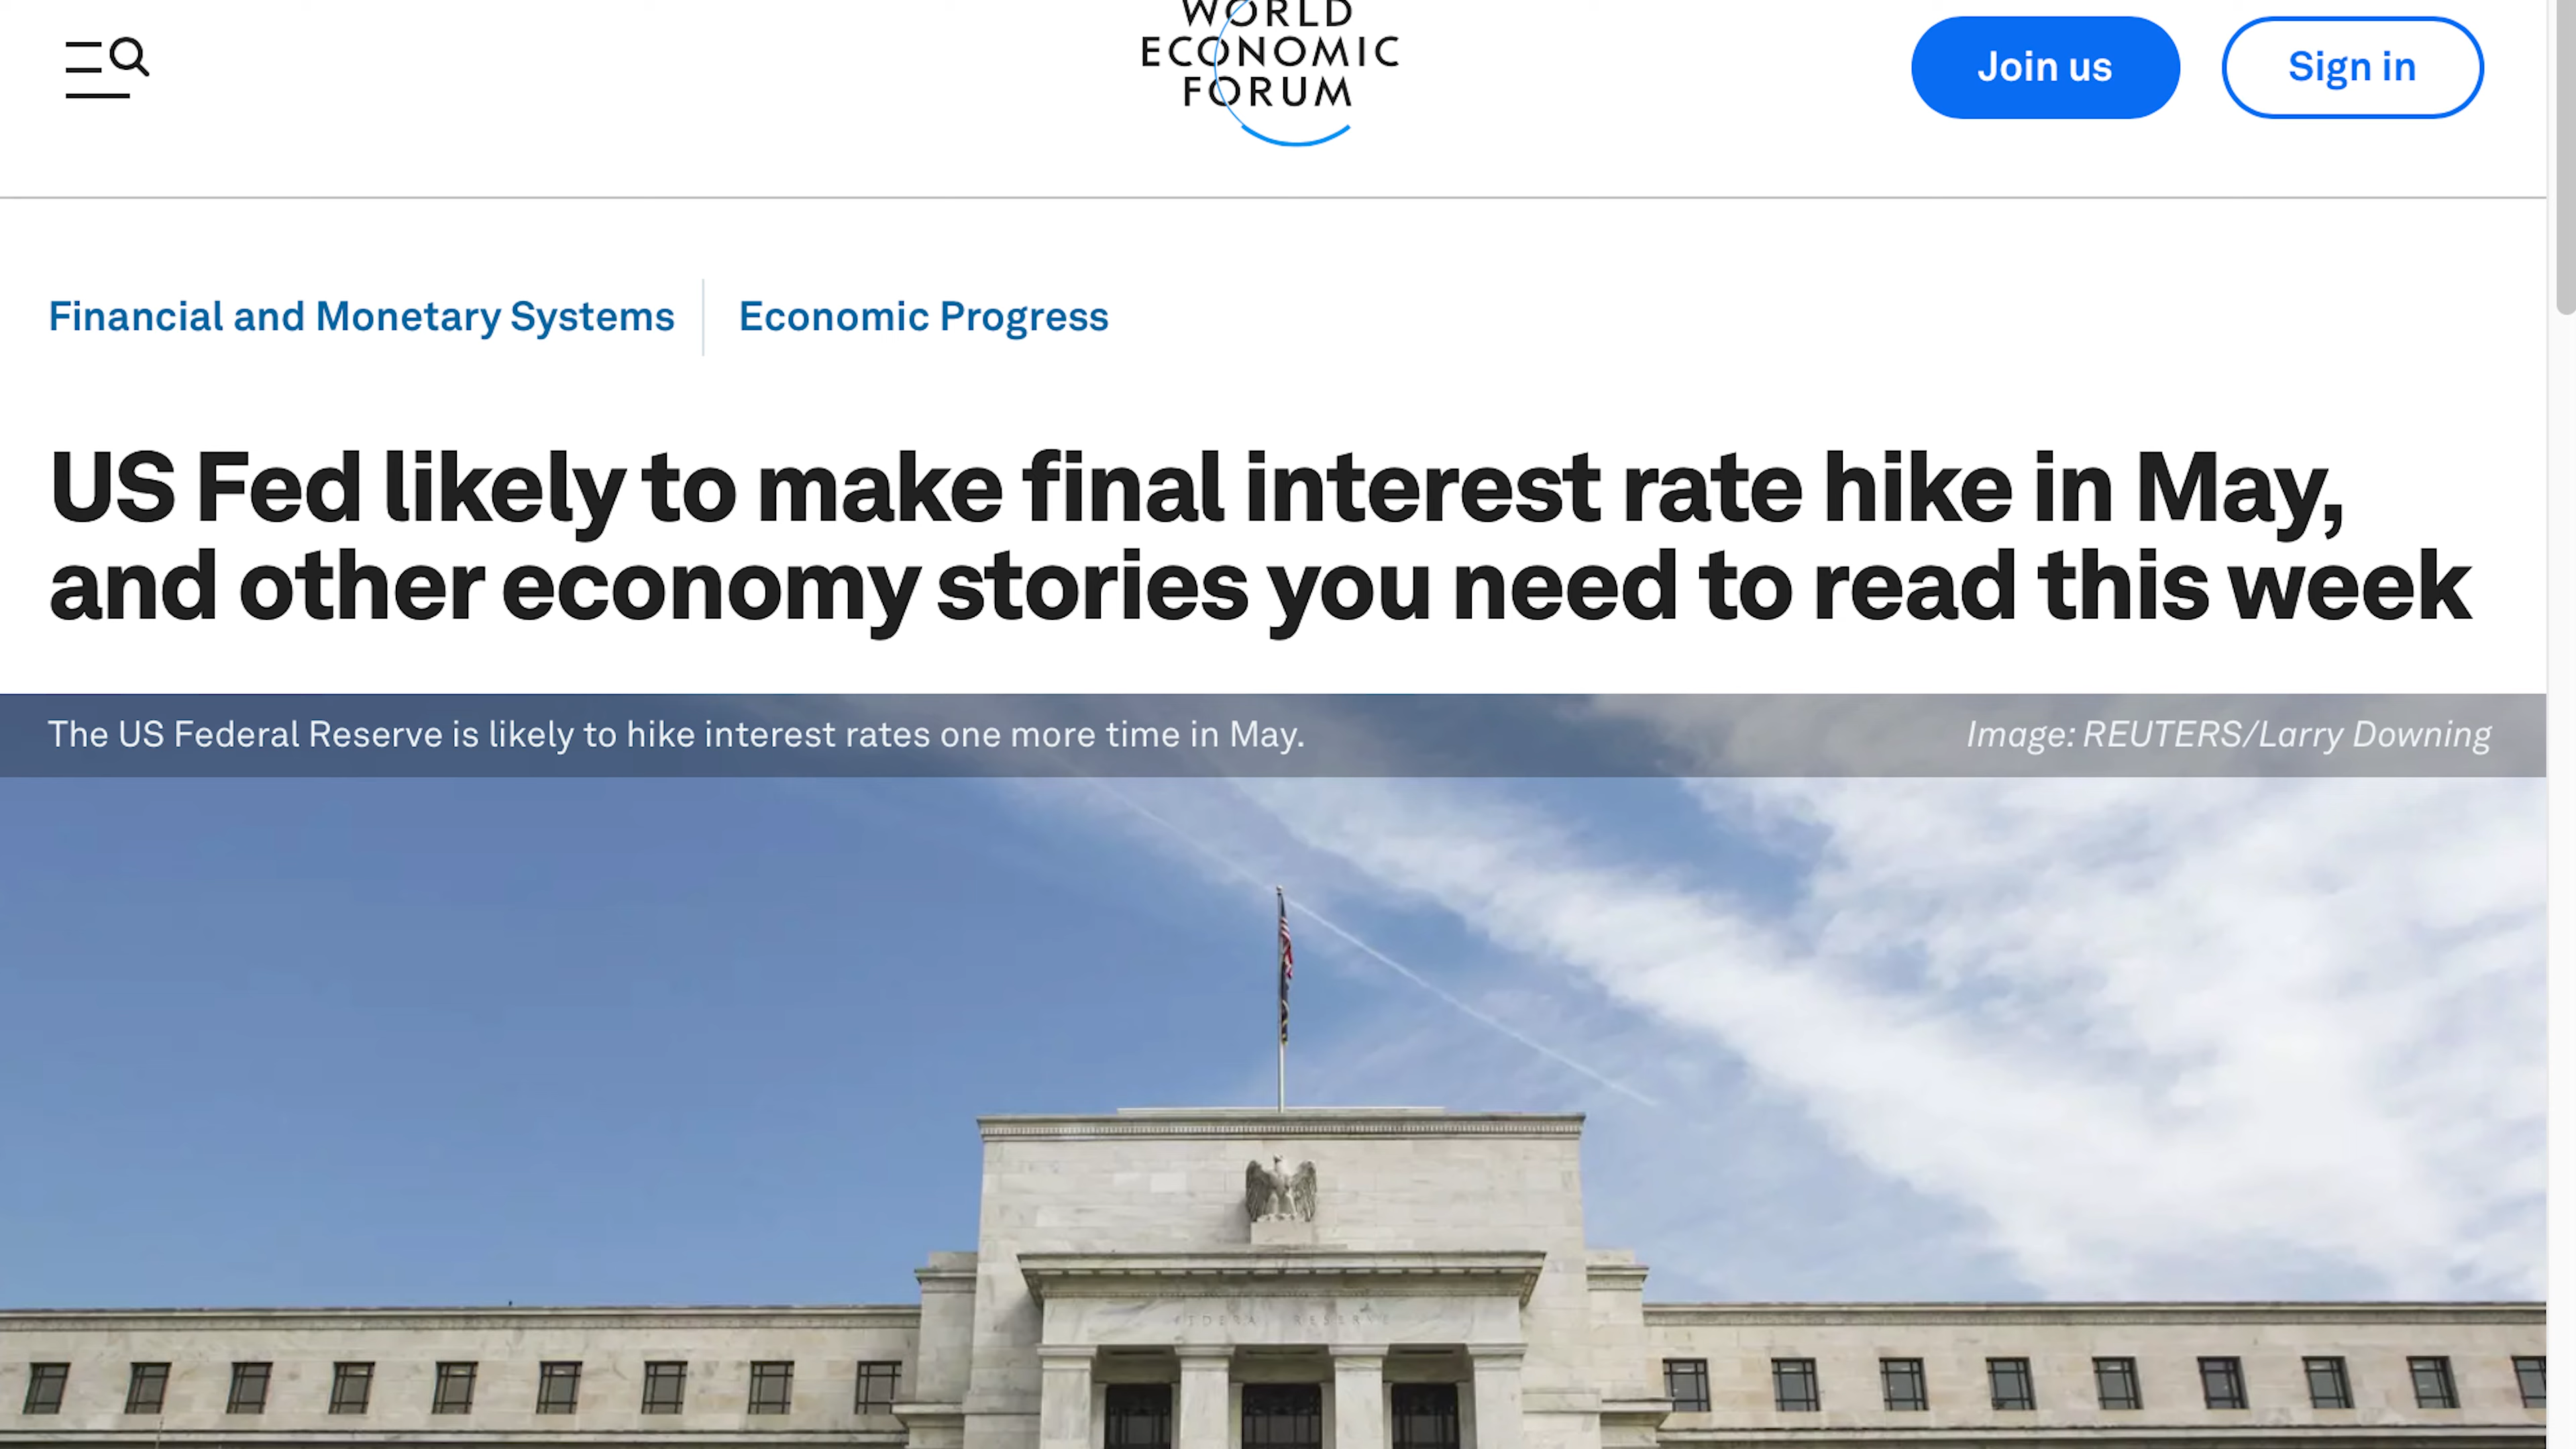 WORLD
ECONOMIC
FORUM
Join us
Sign in
Financial and Monetary Systems
Economic Progress
US Fed likely to make final interest rate hike in May,
and other economy stories you need to read this week
The US Federal Reserve is likely to hike interest rates one more time in May.
Image: REUTERS/Larry Downing
FEDERAL RESERVE